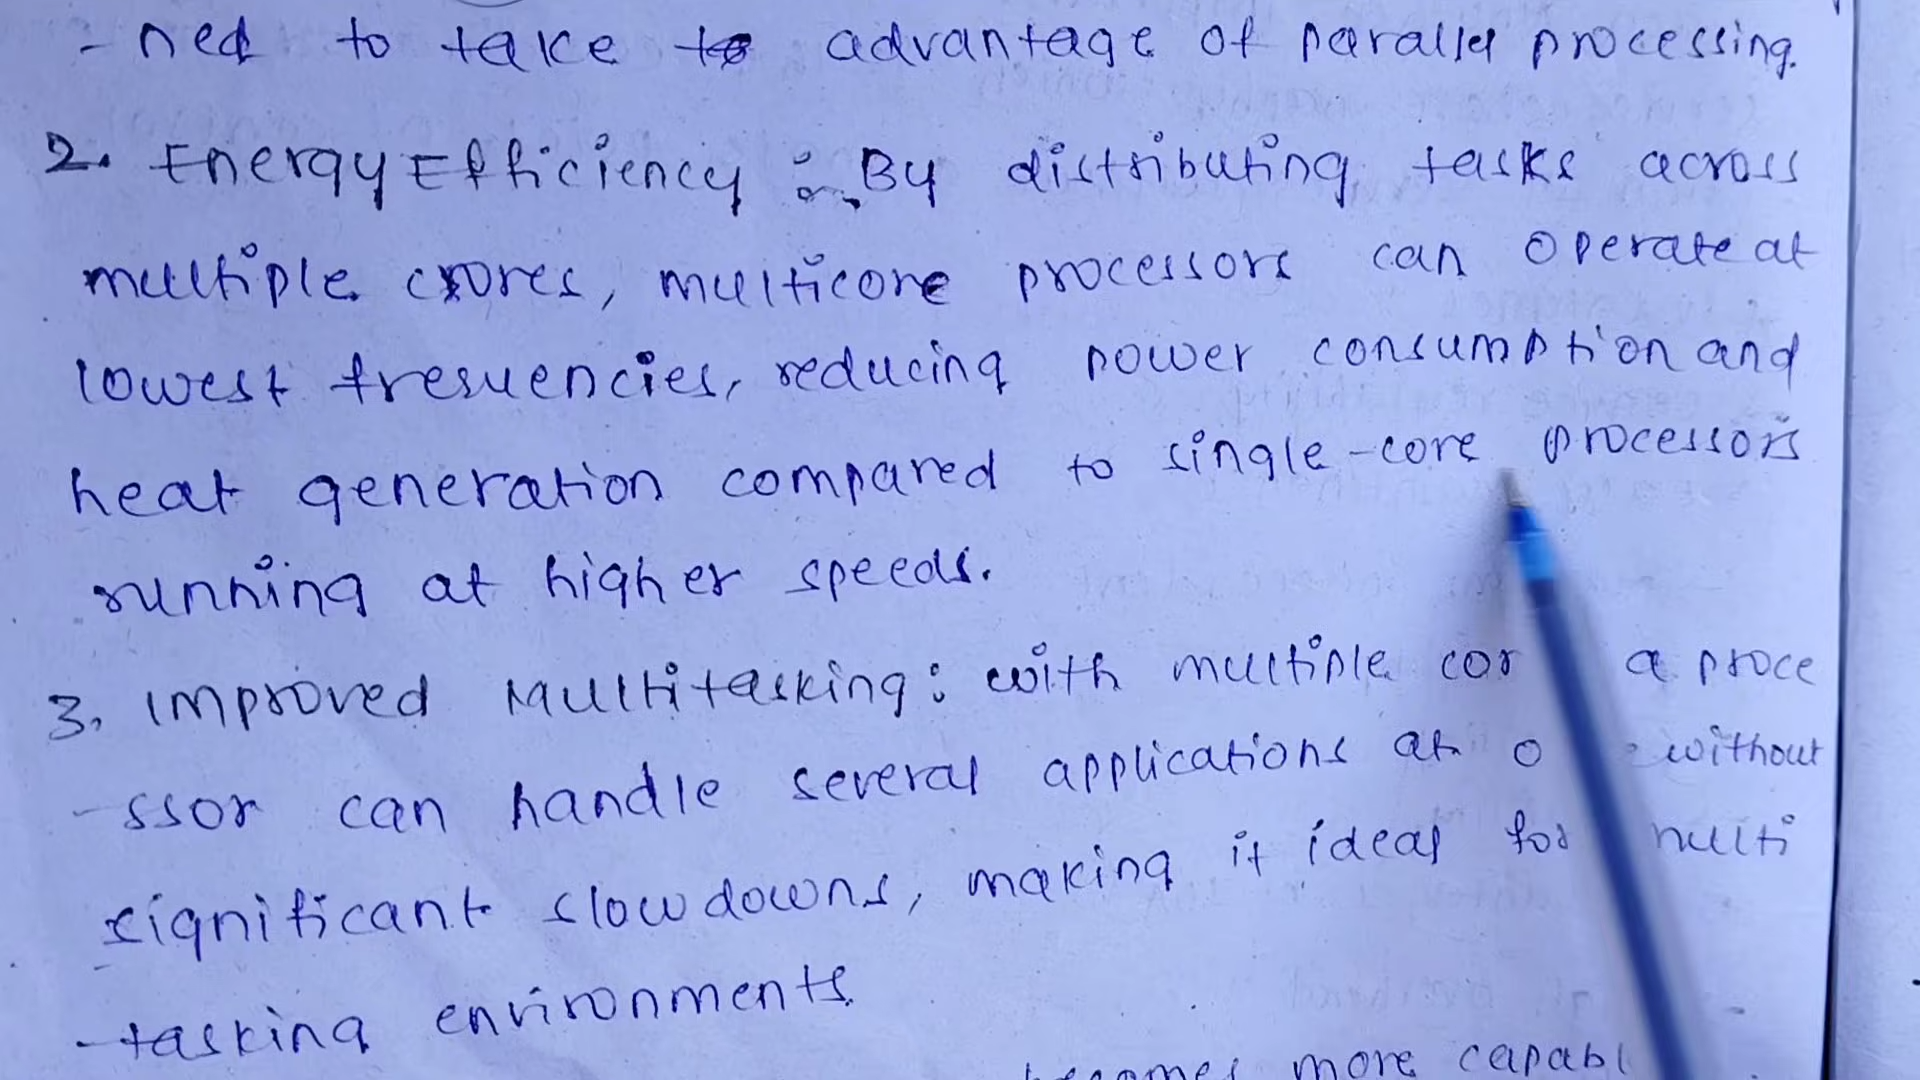 -ned to take to advantage of parallel processing.
2. Energy Efficiency :- By distributing tasks across
multiple cores, multicore processors can operate at
lowest frequencies, reducing power consumption and
heat generation compared to single-core processors
running at higher speeds.
3. Improved Multitasking: with multiple cor a proce
-ssor can handle several applications at o without
significant slowdowns, making it ideal for multi
-tasking environments.
becomes more capabl